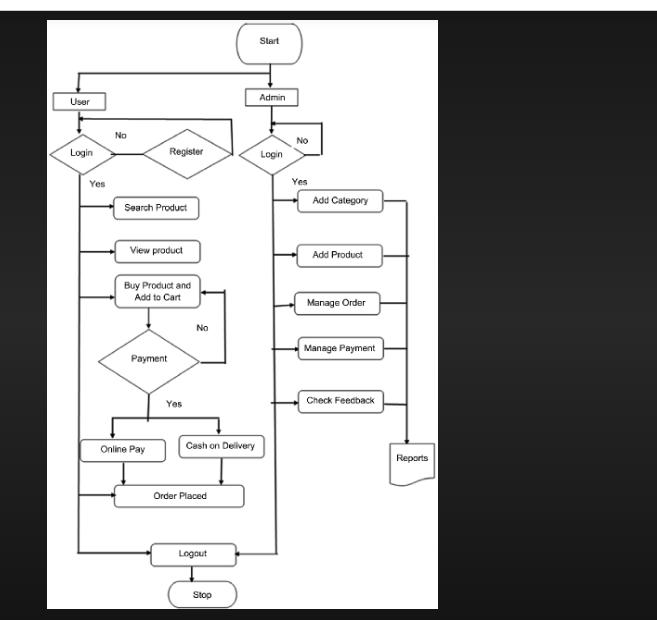 Start
User
Admin
No
No
Login
Register
Login
Yes
Yes
Search Product
Add Category
View product
Add Product
Buy Product and
Add to Cart
Manage Order
No
Payment
Manage Payment
Yes
Check Feedback
Online Pay
Cash on Delivery
Reports
Order Placed
Logout
Stop